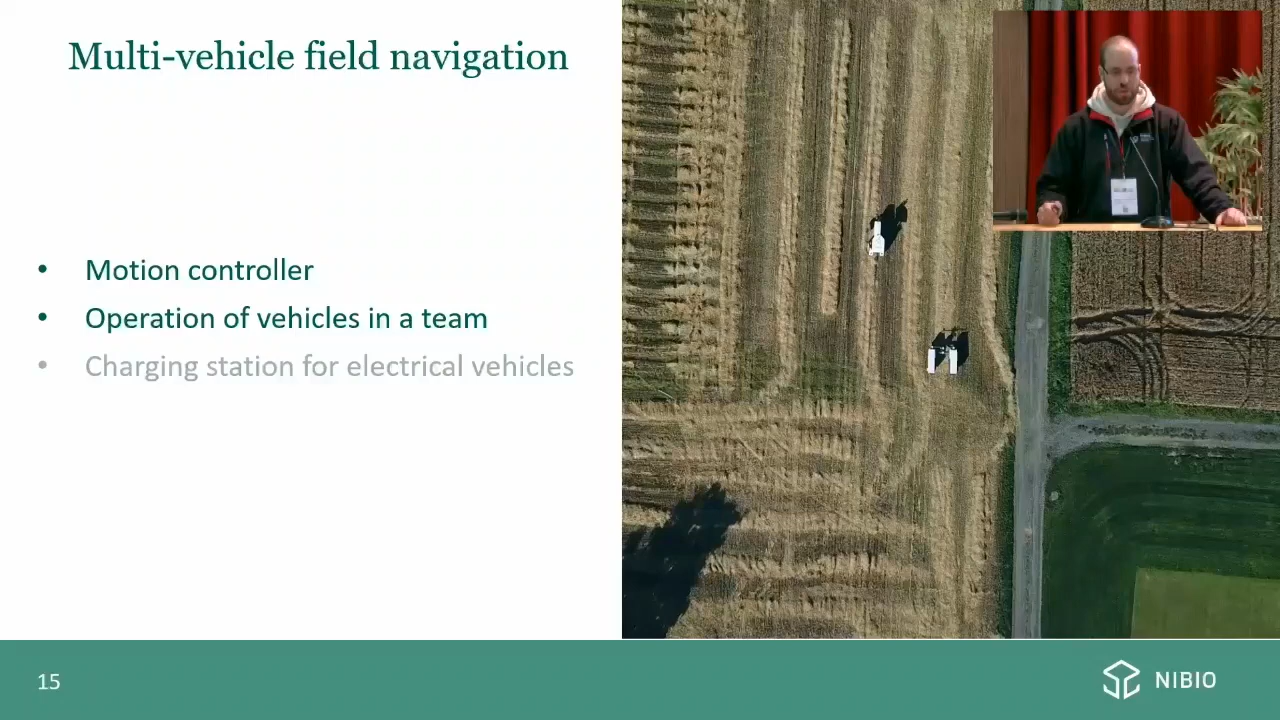 Multi-vehicle field navigation
• Motion controller
• Operation of vehicles in a team
• Charging station for electrical vehicles
15
NIBIO